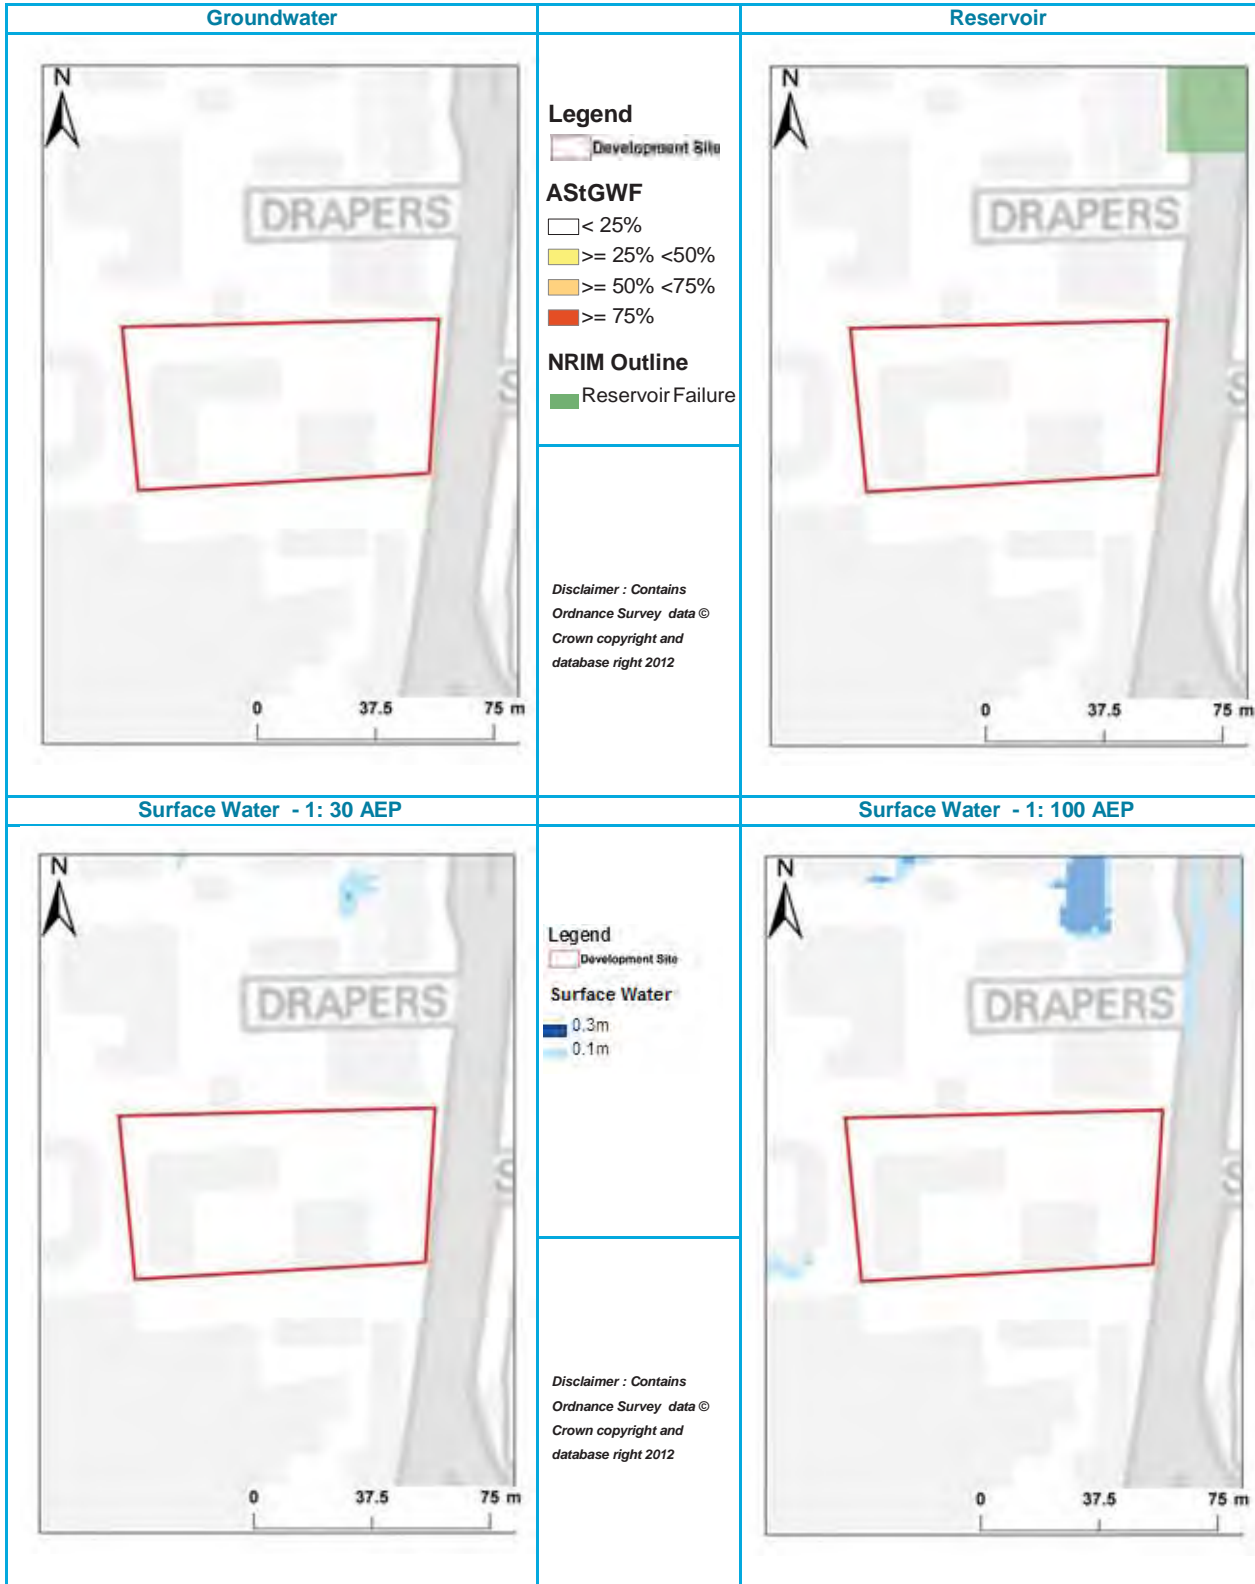 Groundwater
Reservoir
N
DRAPERS
0 37.5 75 m
Legend
Development Site
AStGWF
< 25%
>= 25% <50%
>= 50% <75%
>= 75%
NRIM Outline
Reservoir Failure
Disclaimer : Contains
Ordnance Survey data ©
Crown copyright and
database right 2012
N
DRAPERS
0 37.5 75 m
Surface Water - 1: 30 AEP
Surface Water - 1: 100 AEP
N
DRAPERS
0 37.5 75 m
Legend
Development Site
Surface Water
0.3m
0.1m
Disclaimer : Contains
Ordnance Survey data ©
Crown copyright and
database right 2012
N
DRAPERS
0 37.5 75 m